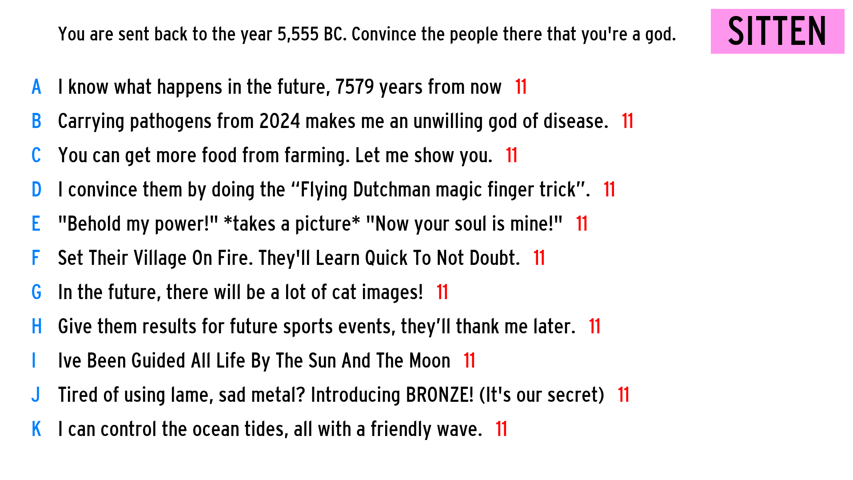 You are sent back to the year 5,555 BC. Convince the people there that you're a god.
SITTEN
A I know what happens in the future, 7579 years from now 11
B Carrying pathogens from 2024 makes me an unwilling god of disease. 11
C You can get more food from farming. Let me show you. 11
D I convince them by doing the “Flying Dutchman magic finger trick”. 11
E "Behold my power!" *takes a picture* "Now your soul is mine!" 11
F Set Their Village On Fire. They'll Learn Quick To Not Doubt. 11
G In the future, there will be a lot of cat images! 11
H Give them results for future sports events, they’ll thank me later. 11
I Ive Been Guided All Life By The Sun And The Moon 11
J Tired of using lame, sad metal? Introducing BRONZE! (It's our secret) 11
K I can control the ocean tides, all with a friendly wave. 11